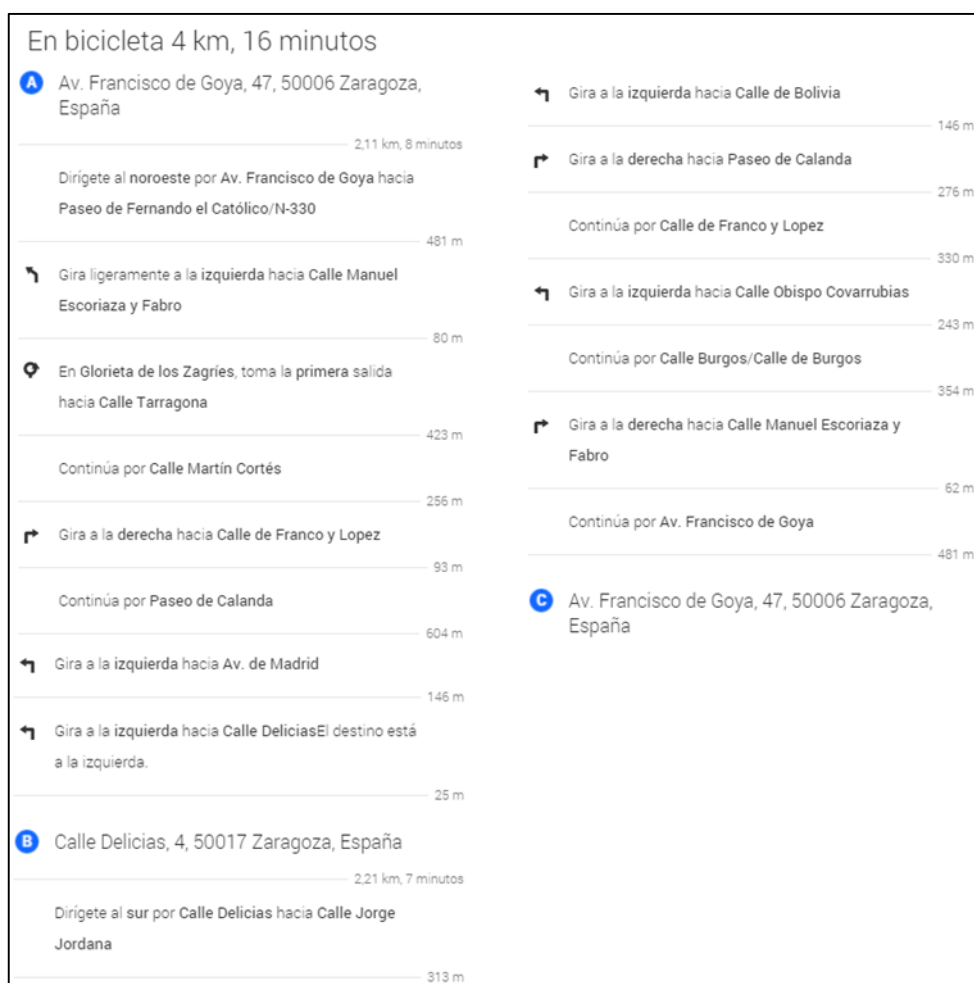 En bicicleta 4 km, 16 minutos
A
Av. Francisco de Goya, 47, 50006 Zaragoza,
España
2,11 km, 8 minutos
Dirígete al noroeste por Av. Francisco de Goya hacia
Paseo de Fernando el Católico/N-330
481 m
Gira ligeramente a la izquierda hacia Calle Manuel
Escoriaza y Fabro
80 m
En Glorieta de los Zagríes, toma la primera salida
hacia Calle Tarragona
423 m
Continúa por Calle Martín Cortés
256 m
Gira a la derecha hacia Calle de Franco y Lopez
93 m
Continúa por Paseo de Calanda
604 m
Gira a la izquierda hacia Av. de Madrid
146 m
Gira a la izquierda hacia Calle DeliciasEl destino está
a la izquierda.
25 m
B
Calle Delicias, 4, 50017 Zaragoza, España
2,21 km, 7 minutos
Dirígete al sur por Calle Delicias hacia Calle Jorge
Jordana
313 m
Gira a la izquierda hacia Calle de Bolivia
146 m
Gira a la derecha hacia Paseo de Calanda
276 m
Continúa por Calle de Franco y Lopez
330 m
Gira a la izquierda hacia Calle Obispo Covarrubias
243 m
Continúa por Calle Burgos/Calle de Burgos
354 m
Gira a la derecha hacia Calle Manuel Escoriaza y
Fabro
62 m
Continúa por Av. Francisco de Goya
481 m
C
Av. Francisco de Goya, 47, 50006 Zaragoza,
España